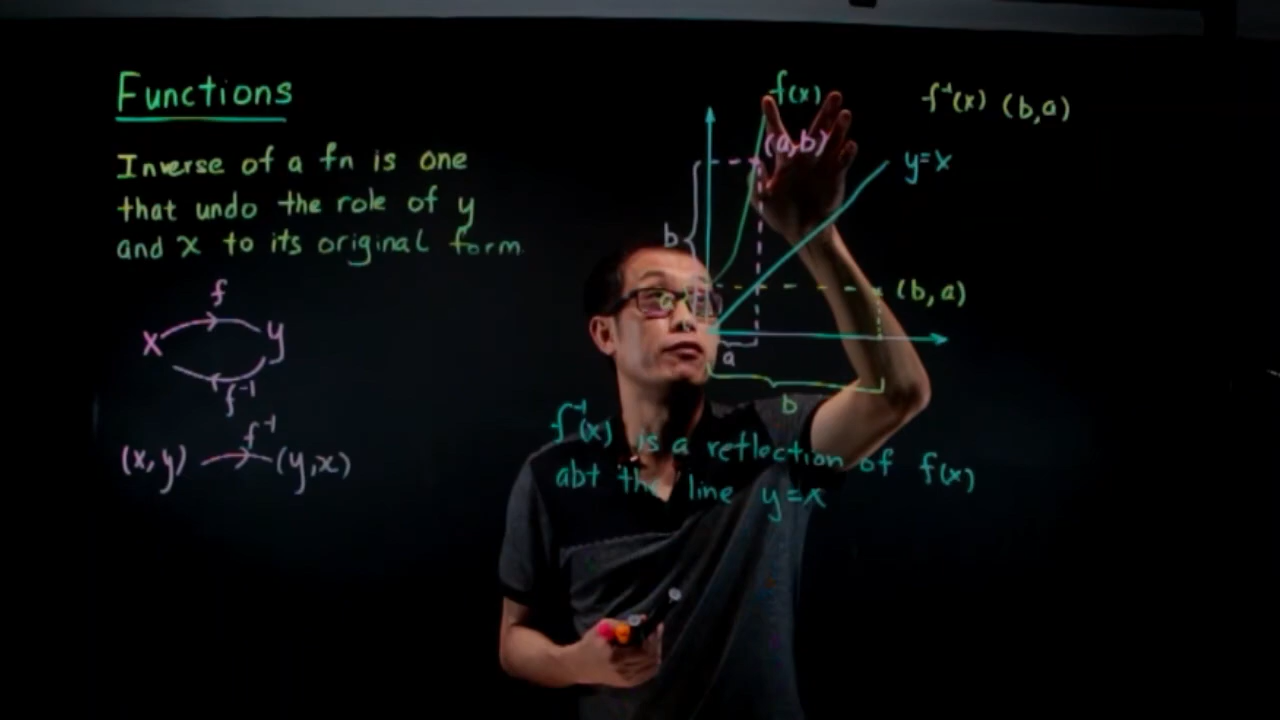 Functions
Inverse of a fn is one
that undo the role of y
and x to its original form.
f
x y
f⁻¹
f⁻¹
(x,y) (y,x)
f(x)
f⁻¹(x) (b,a)
(a,b)
y=x
b
a
(b,a)
a
b
f⁻¹(x) is a reflection of f(x)
abt the line y=x